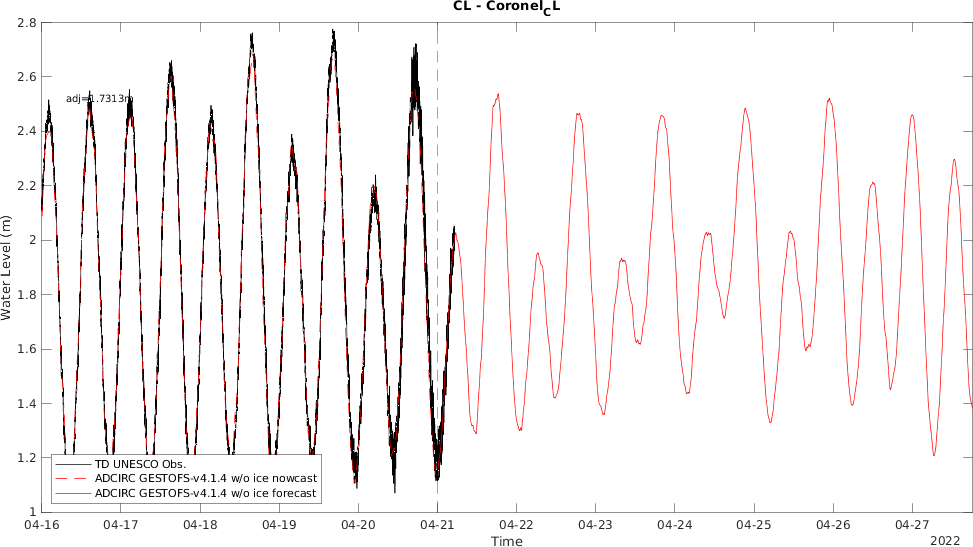 CL - Coronel_CL
2.8
2.6
adj=1.7313m
2.4
2.2
2
Water Level (m)
1.8
1.6
1.4
1.2
TD UNESCO Obs.
ADCIRC GESTOFS-v4.1.4 w/o ice nowcast
ADCIRC GESTOFS-v4.1.4 w/o ice forecast
1
04-16 04-17 04-18 04-19 04-20 04-21 04-22 04-23 04-24 04-25 04-26 04-27
Time
2022